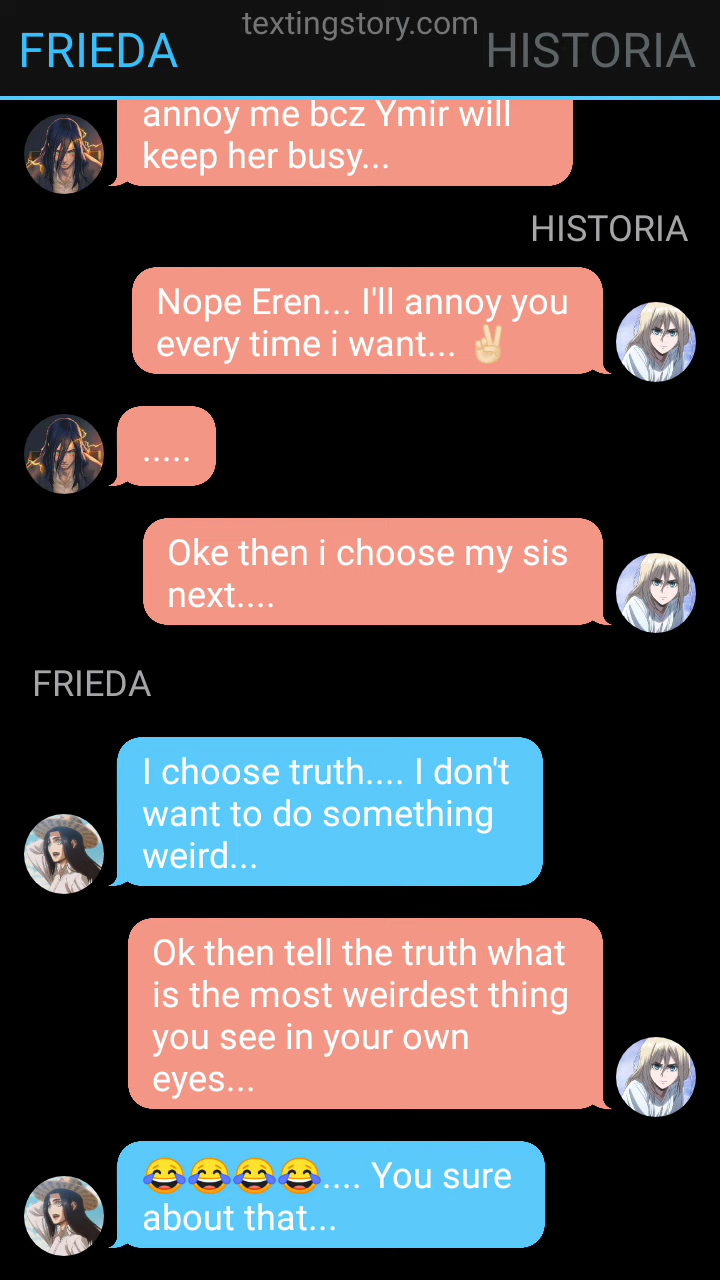 textingstory.com
FRIEDA
HISTORIA
annoy me bcz Ymir will
keep her busy...
HISTORIA
Nope Eren... I'll annoy you
every time i want... ✌🏻
.....
Oke then i choose my sis
next....
FRIEDA
I choose truth.... I don't
want to do something
weird...
Ok then tell the truth what
is the most weirdest thing
you see in your own
eyes...
😂😂😂😂.... You sure
about that...